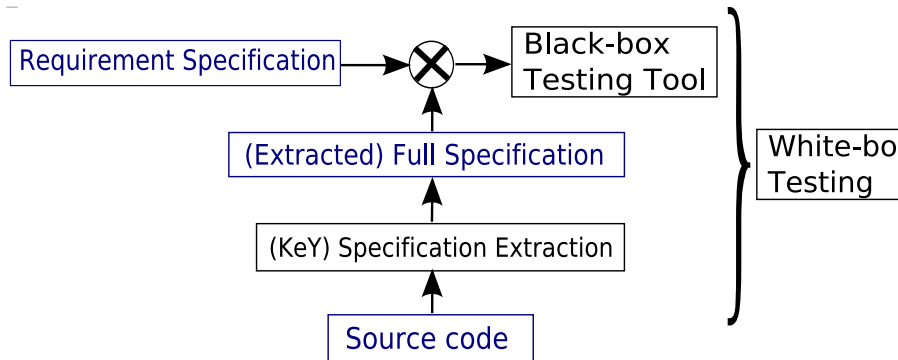 Requirement Specification
Black-box
Testing Tool
(Extracted) Full Specification
White-bo
Testing
(KeY) Specification Extraction
Source code